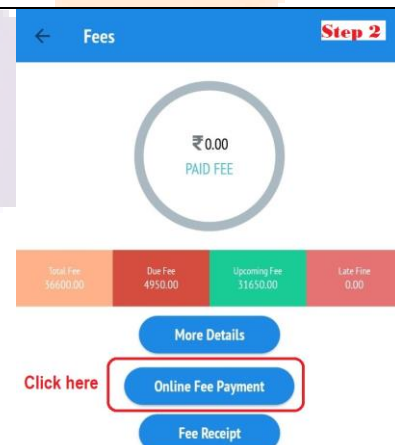 ← Fees Step 2
₹0.00
PAID FEE
Total Fee Due Fee Upcoming Fee Late Fine
36600.00 4950.00 31650.00 0.00
More Details
Click here Online Fee Payment
Fee Receipt